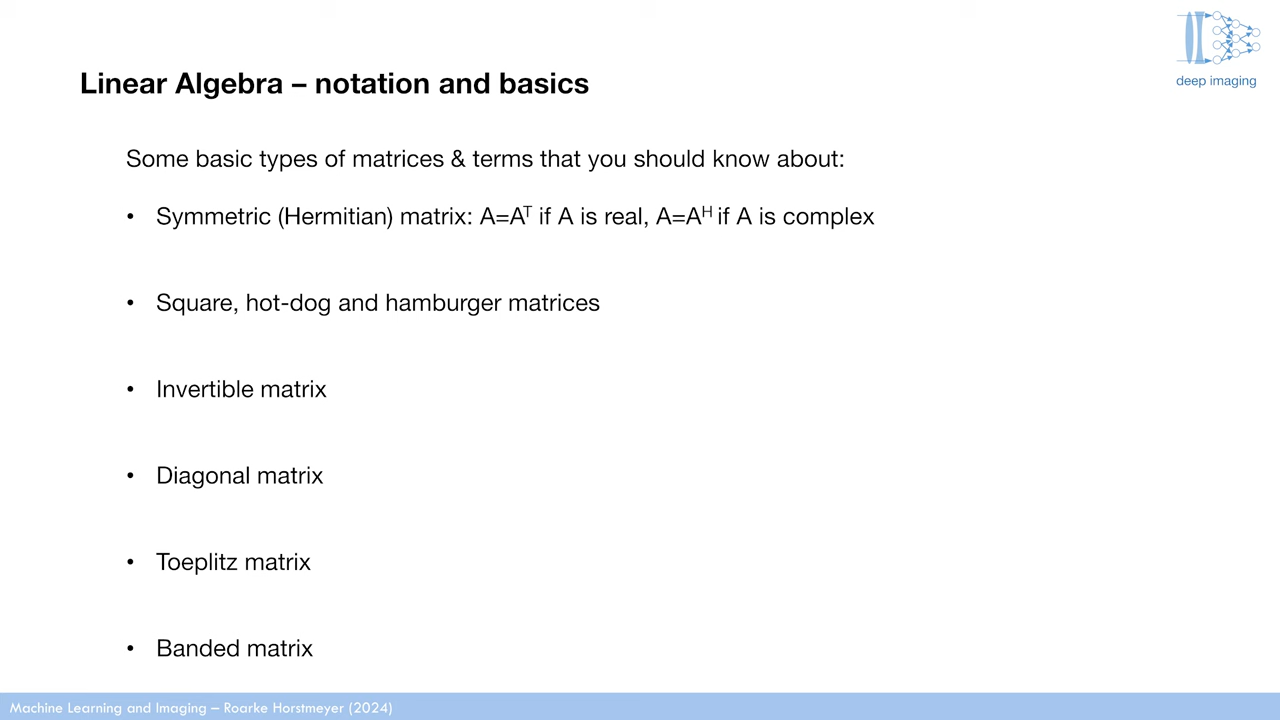 deep imaging
Linear Algebra – notation and basics
Some basic types of matrices & terms that you should know about:
• Symmetric (Hermitian) matrix: A=Aᵀ if A is real, A=Aᴴ if A is complex
• Square, hot-dog and hamburger matrices
• Invertible matrix
• Diagonal matrix
• Toeplitz matrix
• Banded matrix
Machine Learning and Imaging – Roarke Horstmeyer (2024)